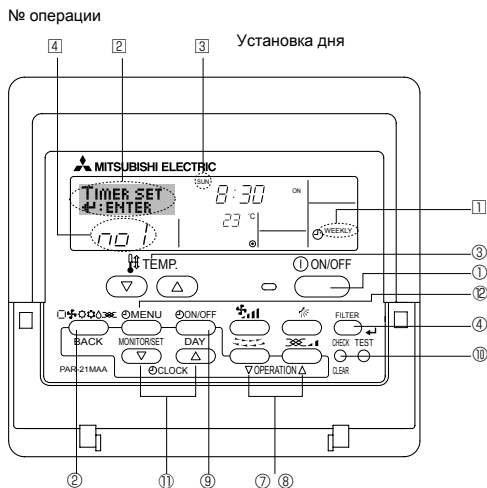 № операции
Установка дня
4
2
3
MITSUBISHI ELECTRIC
TIMER SET
↵:ENTER
SUN
8:30
ON
23 °C
WEEKLY
no 1
1
TEMP.
ON/OFF
③
①
⑫
MENU
ON/OFF
FILTER
④
BACK
MONITOR/SET
DAY
CHECK TEST
⑩
PAR-21MAA
CLOCK
OPERATION
CLEAR
②
⑪
⑨
⑦
⑧